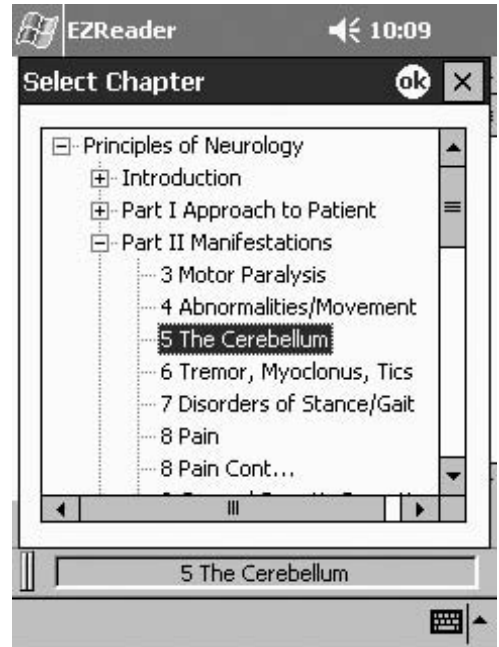 EZReader 10:09
Select Chapter ok
Principles of Neurology
Introduction
Part I Approach to Patient
Part II Manifestations
3 Motor Paralysis
4 Abnormalities/Movement
5 The Cerebellum
6 Tremor, Myoclonus, Tics
7 Disorders of Stance/Gait
8 Pain
8 Pain Cont...
5 The Cerebellum